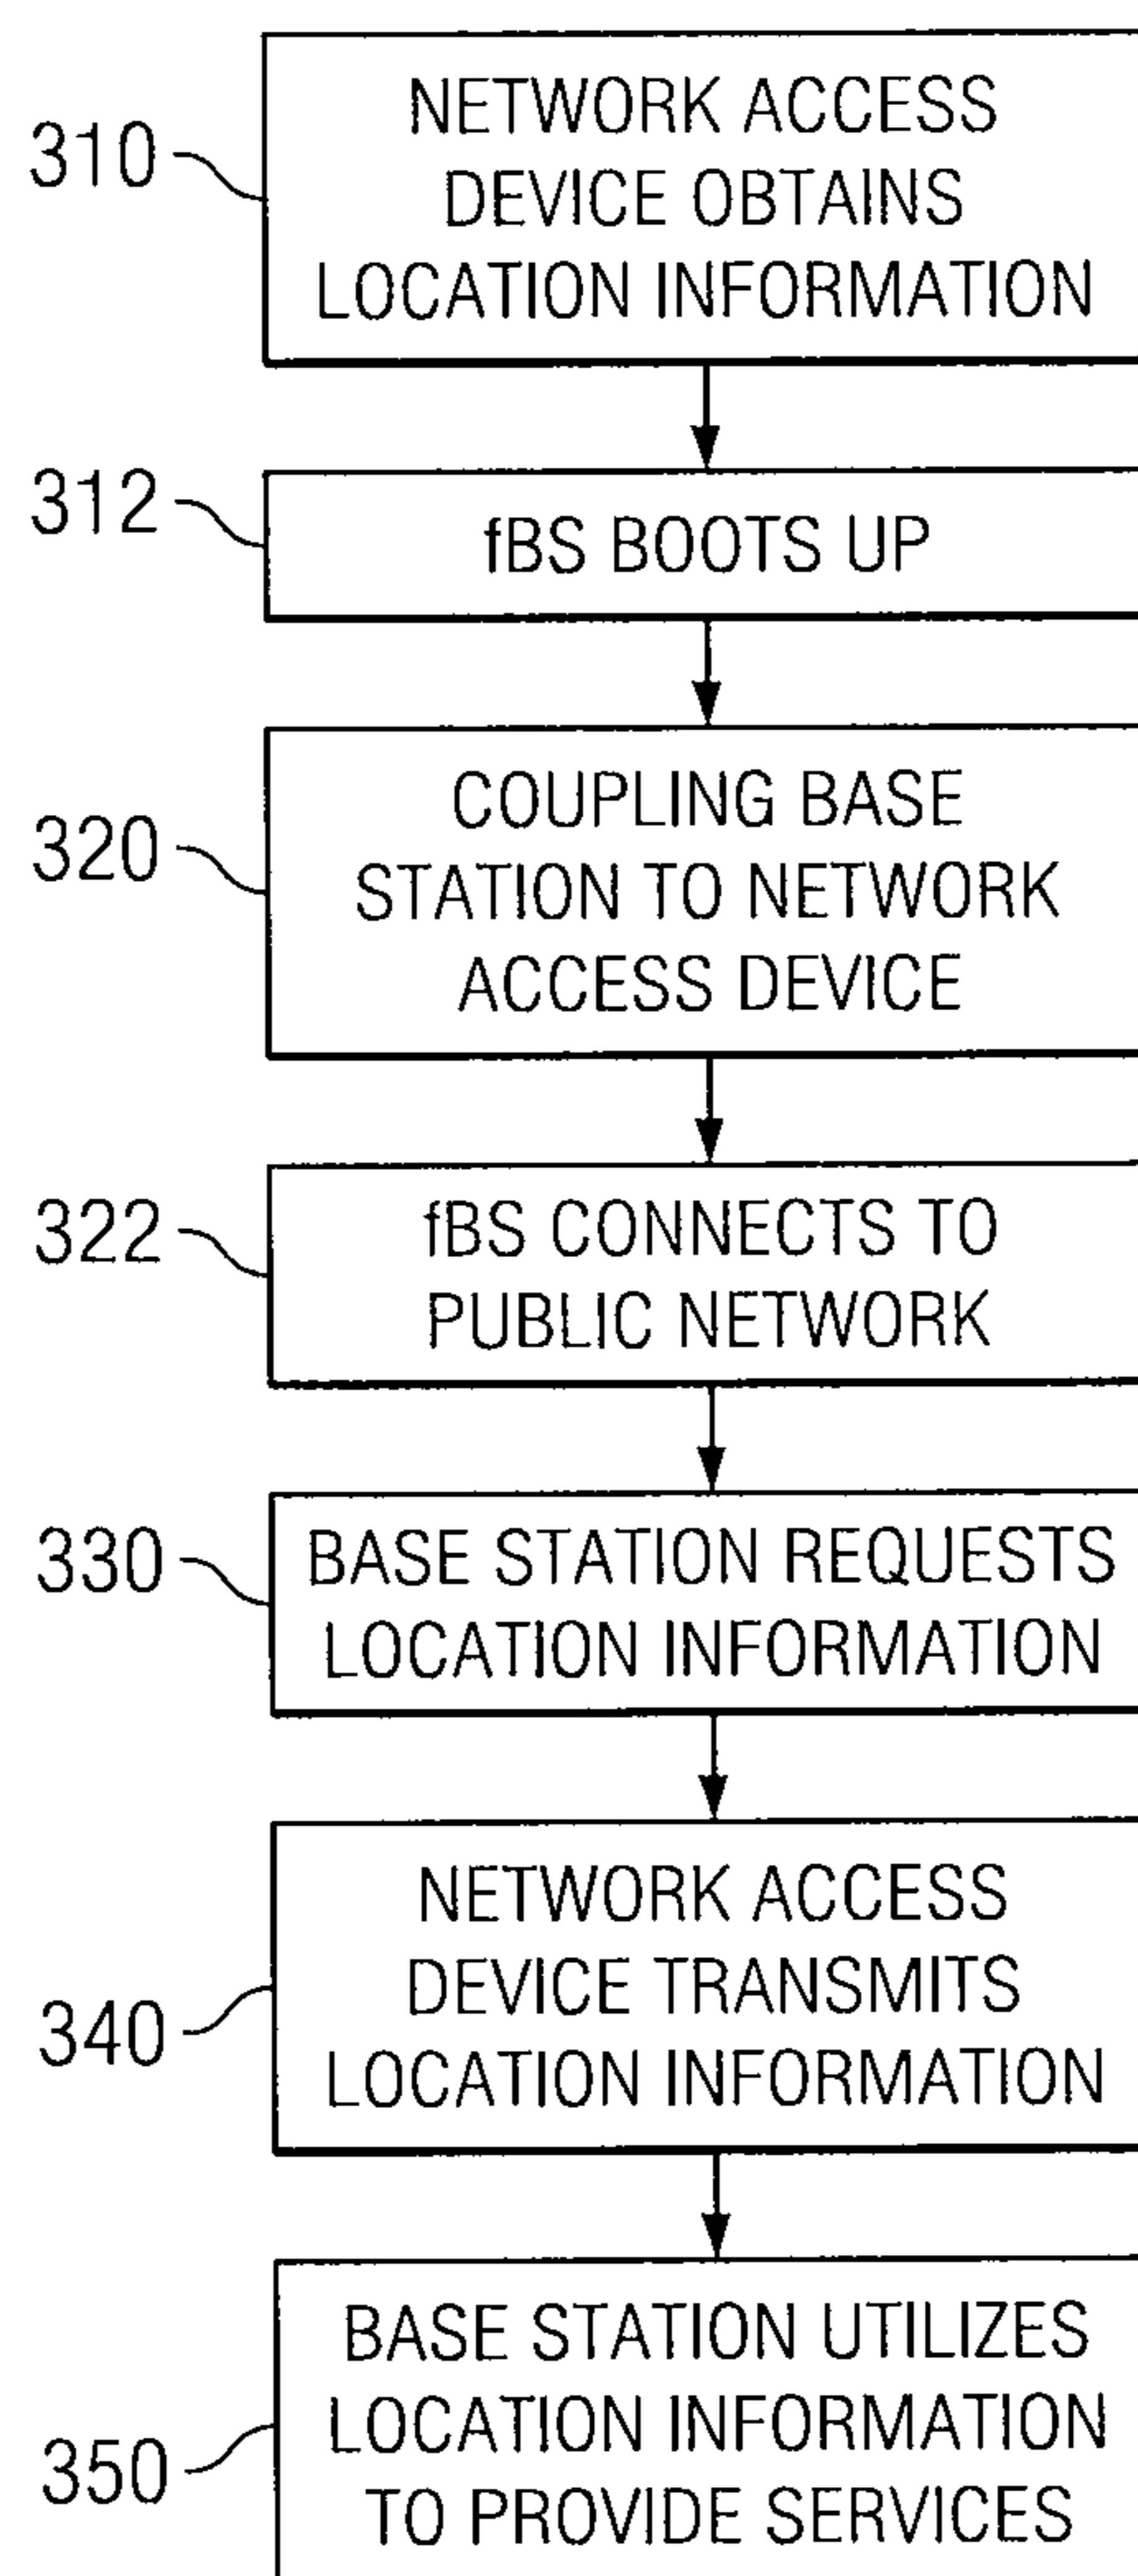 310
NETWORK ACCESS
DEVICE OBTAINS
LOCATION INFORMATION
312
fBS BOOTS UP
320
COUPLING BASE
STATION TO NETWORK
ACCESS DEVICE
322
fBS CONNECTS TO
PUBLIC NETWORK
330
BASE STATION REQUESTS
LOCATION INFORMATION
340
NETWORK ACCESS
DEVICE TRANSMITS
LOCATION INFORMATION
350
BASE STATION UTILIZES
LOCATION INFORMATION
TO PROVIDE SERVICES